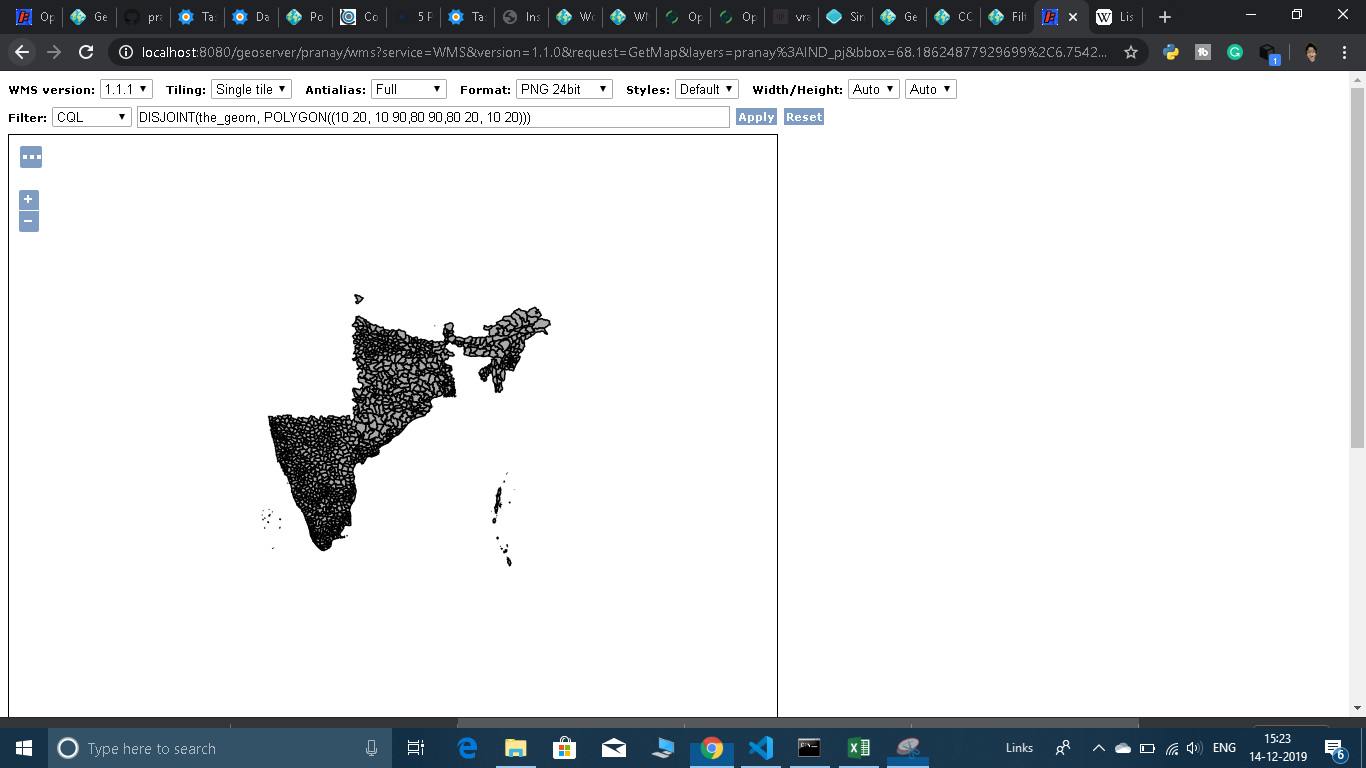 Op Ge pra Ta Da Po Co 5 P Ta Ins Wo Wi Op Op vra Sin Ge CC Filt Lis
localhost:8080/geoserver/pranay/wms?service=WMS&version=1.1.0&request=GetMap&layers=pranay%3AIND_pj&bbox=68.18624877929699%2C6.7542...
WMS version: 1.1.1 Tiling: Single tile Antialias: Full Format: PNG 24bit Styles: Default Width/Height: Auto Auto
Filter: CQL DISJOINT(the_geom, POLYGON((10 20, 10 90,80 90,80 20, 10 20))) Apply Reset
...
+
−
Type here to search Links ENG 15:23
14-12-2019 6